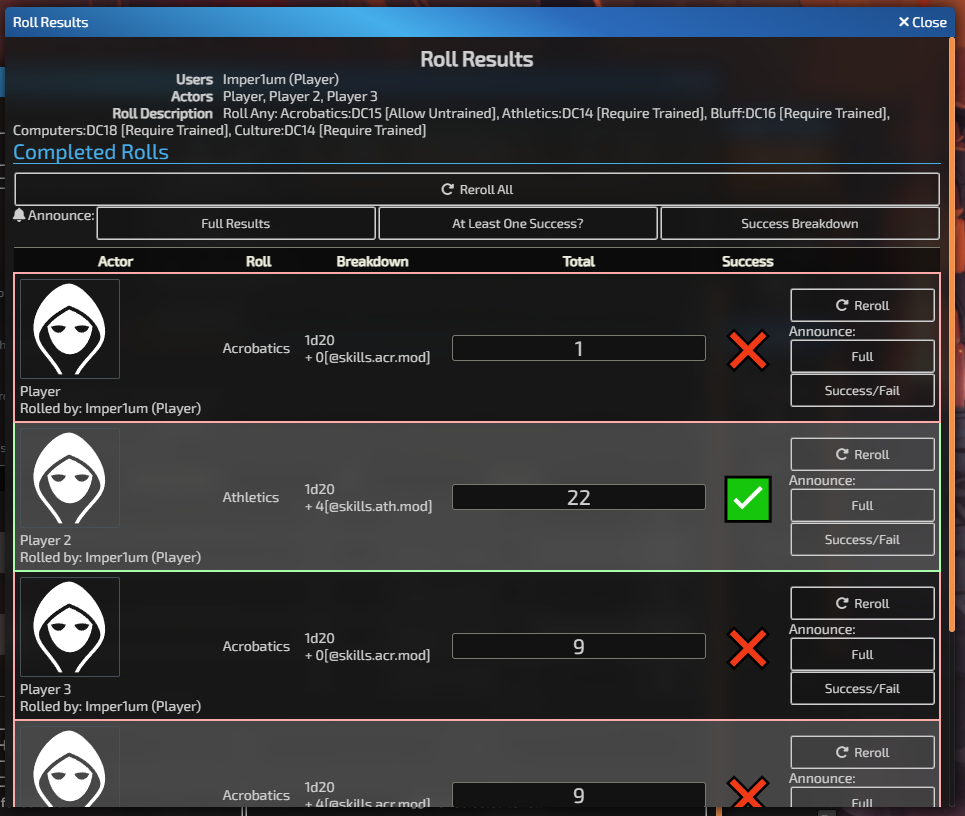 Roll Results
Close
Roll Results
Users Imper1um (Player)
Actors Player, Player 2, Player 3
Roll Description Roll Any: Acrobatics:DC15 [Allow Untrained], Athletics:DC14 [Require Trained], Bluff:DC16 [Require Trained],
Computers:DC18 [Require Trained], Culture:DC14 [Require Trained]
Completed Rolls
Reroll All
Announce: Full Results At Least One Success? Success Breakdown
Actor Roll Breakdown Total Success
Player
Rolled by: Imper1um (Player)
Acrobatics
1d20
+ 0[@skills.acr.mod]
1
Reroll
Announce:
Full
Success/Fail
Player 2
Rolled by: Imper1um (Player)
Athletics
1d20
+ 4[@skills.ath.mod]
22
Reroll
Announce:
Full
Success/Fail
Player 3
Rolled by: Imper1um (Player)
Acrobatics
1d20
+ 0[@skills.acr.mod]
9
Reroll
Announce:
Full
Success/Fail
Acrobatics
1d20
+ 4[@skills.acr.mod]
9
Reroll
Announce:
Full